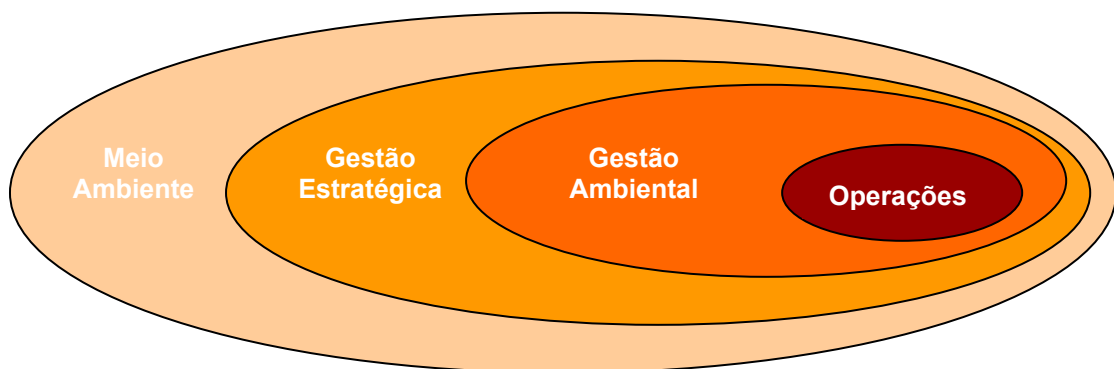 Meio
Ambiente
Gestão
Estratégica
Gestão
Ambiental
Operações